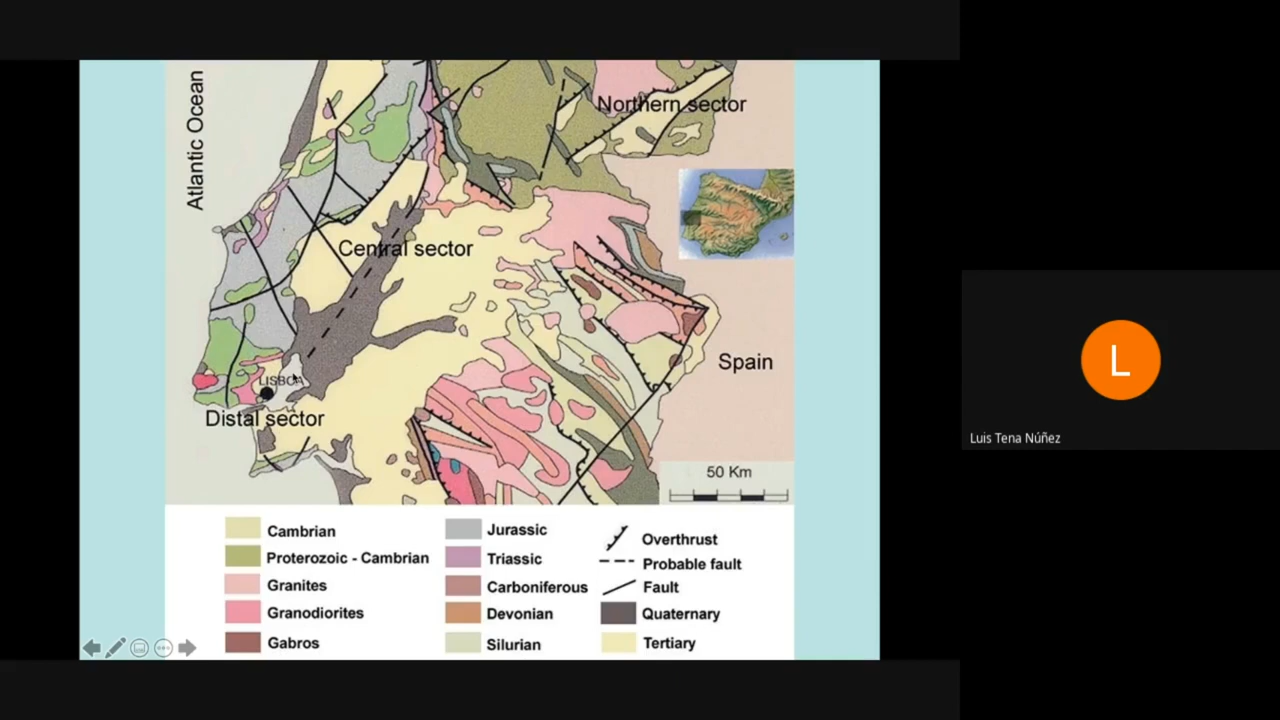 Atlantic Ocean
Northern sector
Central sector
Spain
LISBOA
Distal sector
50 Km
Cambrian
Proterozoic - Cambrian
Granites
Granodiorites
Gabros
Jurassic
Triassic
Carboniferous
Devonian
Silurian
Overthrust
Probable fault
Fault
Quaternary
Tertiary
L
Luis Tena Núñez